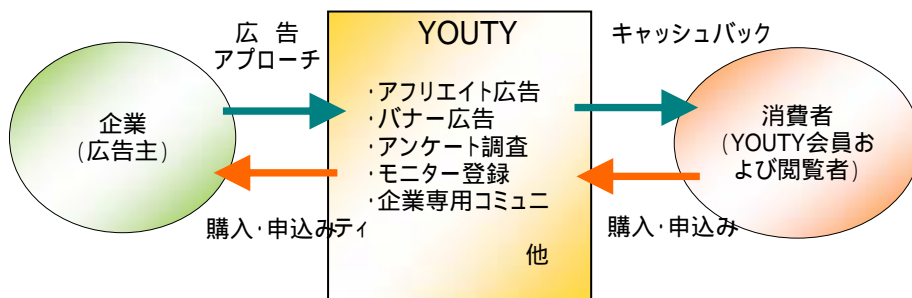 広 告
アプローチ
YOUTY
キャッシュバック
企業
(広告主)
･アフリエイト広告
･バナー広告
･アンケート調査
･モニター登録
･企業専用コミュニ
ティ
他
消費者
(YOUTY会員お
よび閲覧者)
購入･申込み
購入･申込み